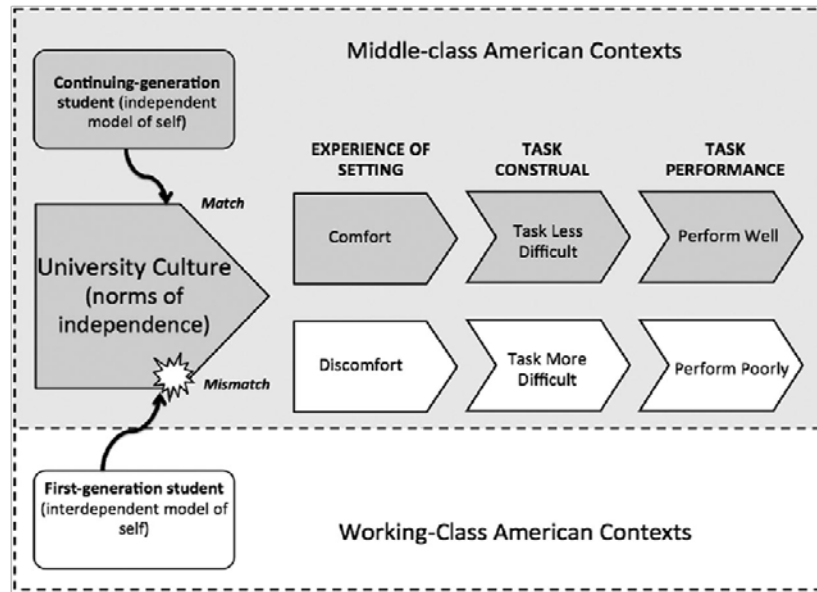 Middle-class American Contexts
Continuing-generation
student (independent
model of self)
Match
University Culture
(norms of
independence)
Mismatch
EXPERIENCE OF
SETTING
TASK
CONSTRUAL
TASK
PERFORMANCE
Comfort
Task Less
Difficult
Perform Well
Discomfort
Task More
Difficult
Perform Poorly
First-generation student
(interdependent model of
self)
Working-Class American Contexts